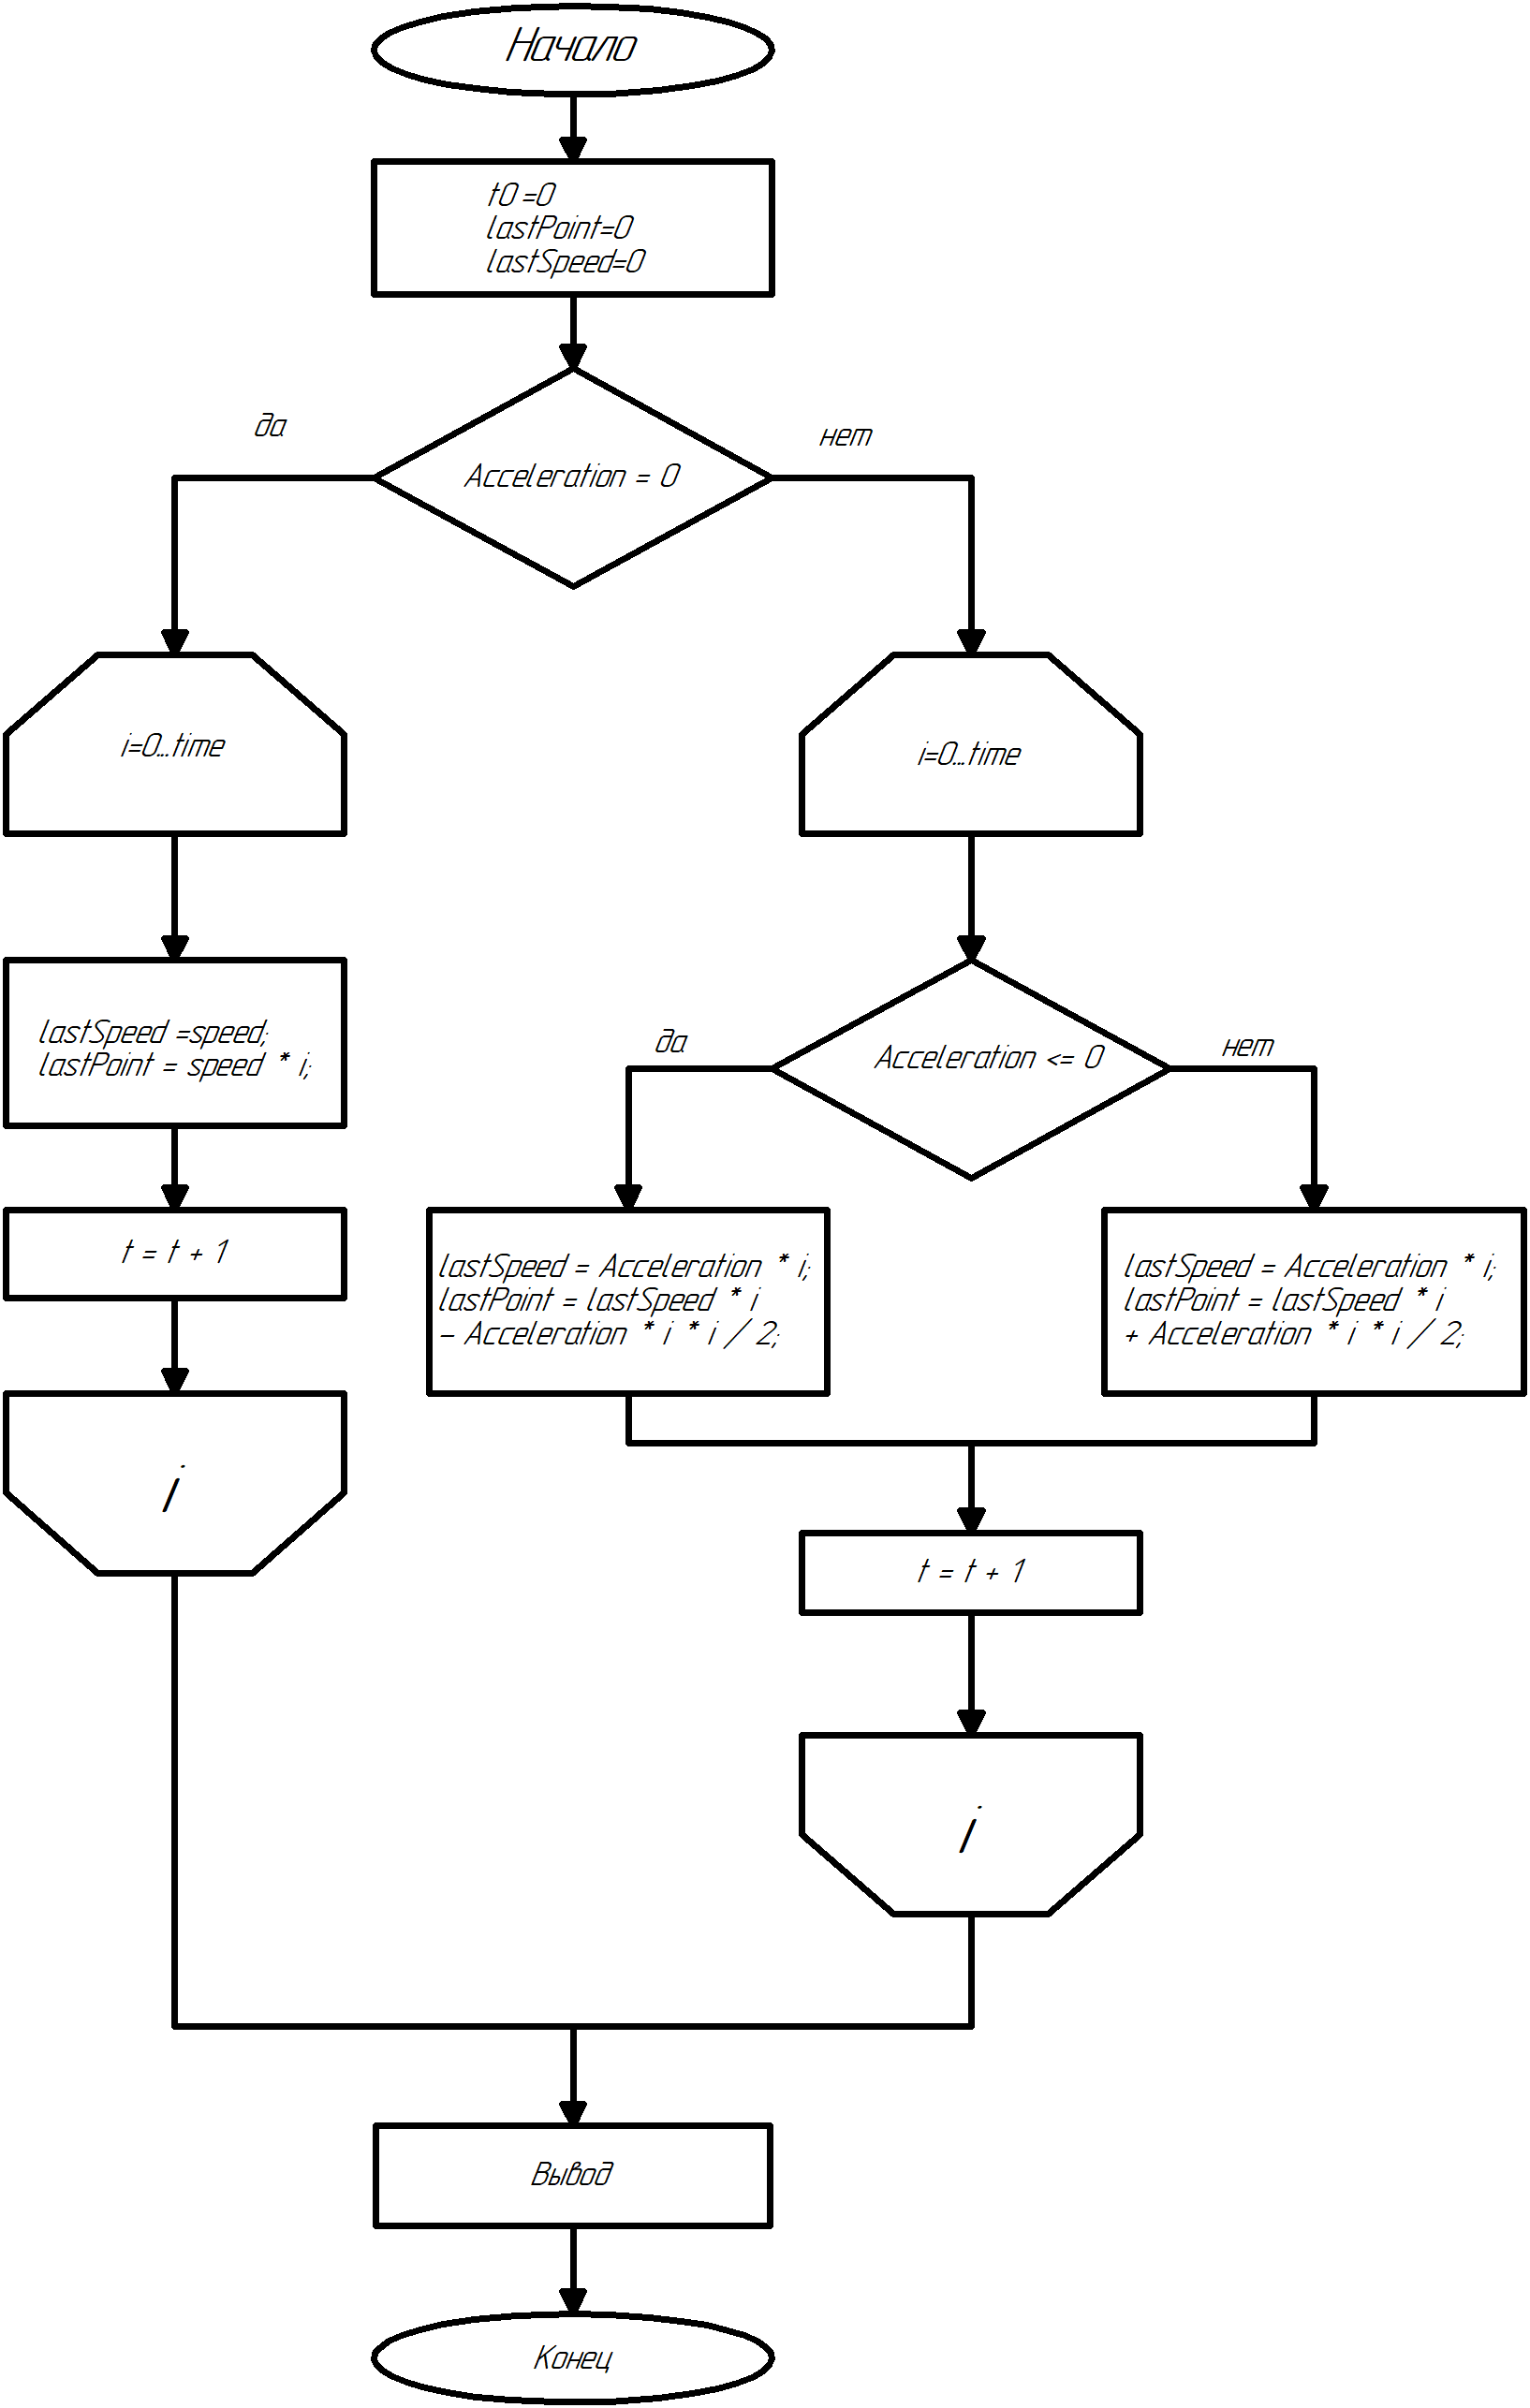 Начало
t0 =0
lastPoint=0
lastSpeed=0
да
нет
Acceleration = 0
i=0...time
i=0...time
lastSpeed =speed;
lastPoint = speed * i;
да
нет
Acceleration <= 0
t = t + 1
lastSpeed = Acceleration * i;
lastPoint = lastSpeed * i
- Acceleration * i * i / 2;
lastSpeed = Acceleration * i;
lastPoint = lastSpeed * i
+ Acceleration * i * i / 2;
i
t = t + 1
i
Вывод
Конец